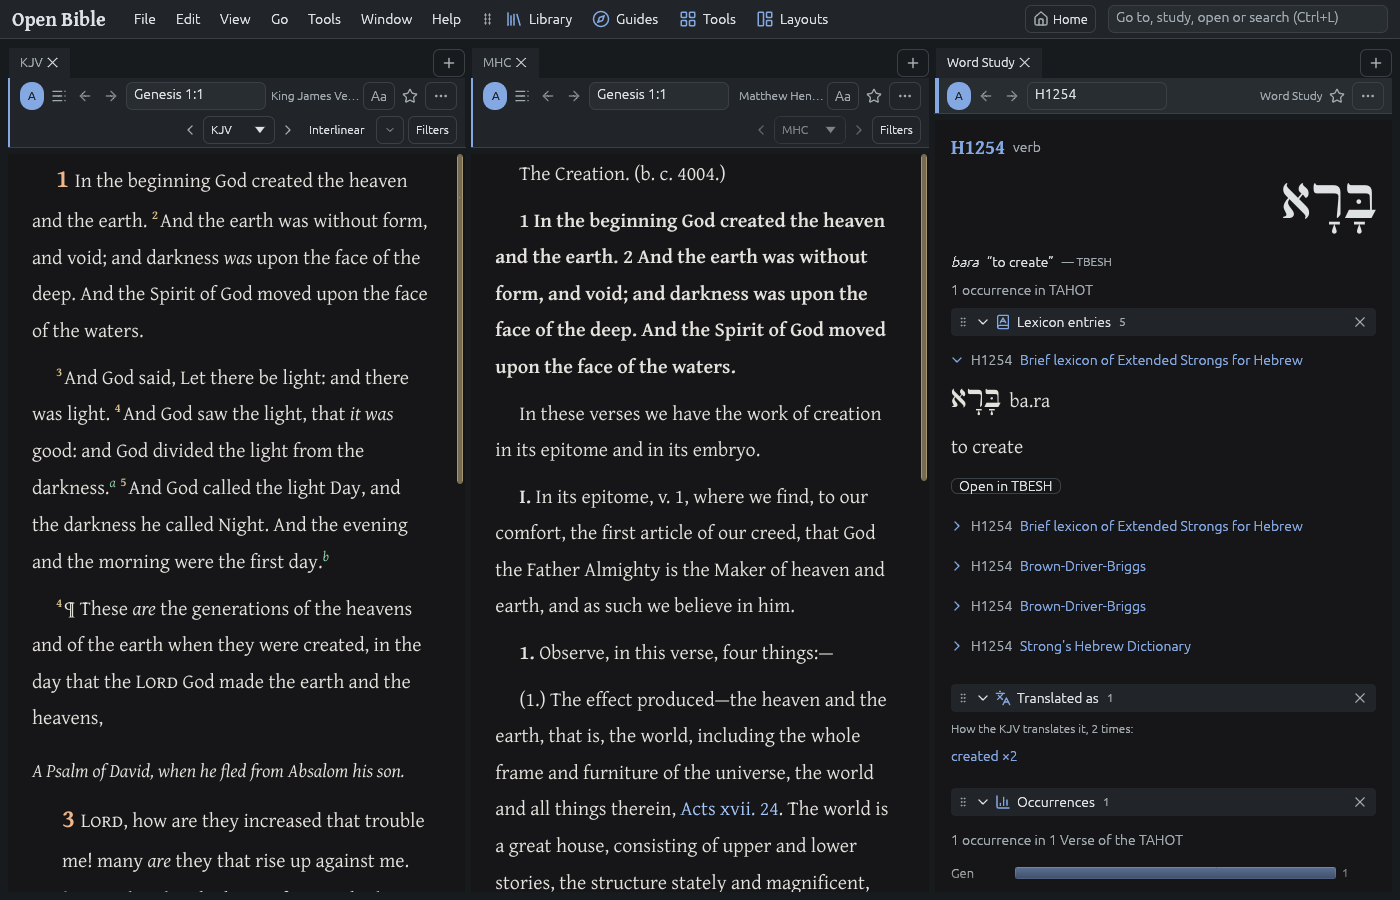 Open Bible File Edit View Go Tools Window Help Library Guides Tools Layouts Home Go to, study, open or search (Ctrl+L)
KJV
A Genesis 1:1 King James Ve... Aa
KJV Interlinear Filters
1 In the beginning God created the heaven
and the earth. 2 And the earth was without form,
and void; and darkness was upon the face of the
deep. And the Spirit of God moved upon the face
of the waters.
3 And God said, Let there be light: and there
was light. 4 And God saw the light, that it was
good: and God divided the light from the
darkness.a 5 And God called the light Day, and
the darkness he called Night. And the evening
and the morning were the first day.b
4 ¶ These are the generations of the heavens
and of the earth when they were created, in the
day that the LORD God made the earth and the
heavens,
A Psalm of David, when he fled from Absalom his son.
3 LORD, how are they increased that trouble
me! many are they that rise up against me.
MHC
A Genesis 1:1 Matthew Hen... Aa
MHC Filters
The Creation. (b. c. 4004.)
1 In the beginning God created the heaven
and the earth. 2 And the earth was without
form, and void; and darkness was upon the
face of the deep. And the Spirit of God moved
upon the face of the waters.
In these verses we have the work of creation
in its epitome and in its embryo.
I. In its epitome, v. 1, where we find, to our
comfort, the first article of our creed, that God
the Father Almighty is the Maker of heaven and
earth, and as such we believe in him.
1. Observe, in this verse, four things:—
(1.) The effect produced—the heaven and the
earth, that is, the world, including the whole
frame and furniture of the universe, the world
and all things therein, Acts xvii. 24. The world is
a great house, consisting of upper and lower
stories, the structure stately and magnificent,
Word Study
A H1254 Word Study
H1254 verb
בָּרָא
bara “to create” — TBESH
1 occurrence in TAHOT
Lexicon entries 5
H1254 Brief lexicon of Extended Strongs for Hebrew
בָּרָא ba.ra
to create
Open in TBESH
H1254 Brief lexicon of Extended Strongs for Hebrew
H1254 Brown-Driver-Briggs
H1254 Brown-Driver-Briggs
H1254 Strong's Hebrew Dictionary
Translated as 1
How the KJV translates it, 2 times:
created ×2
Occurrences 1
1 occurrence in 1 Verse of the TAHOT
Gen 1